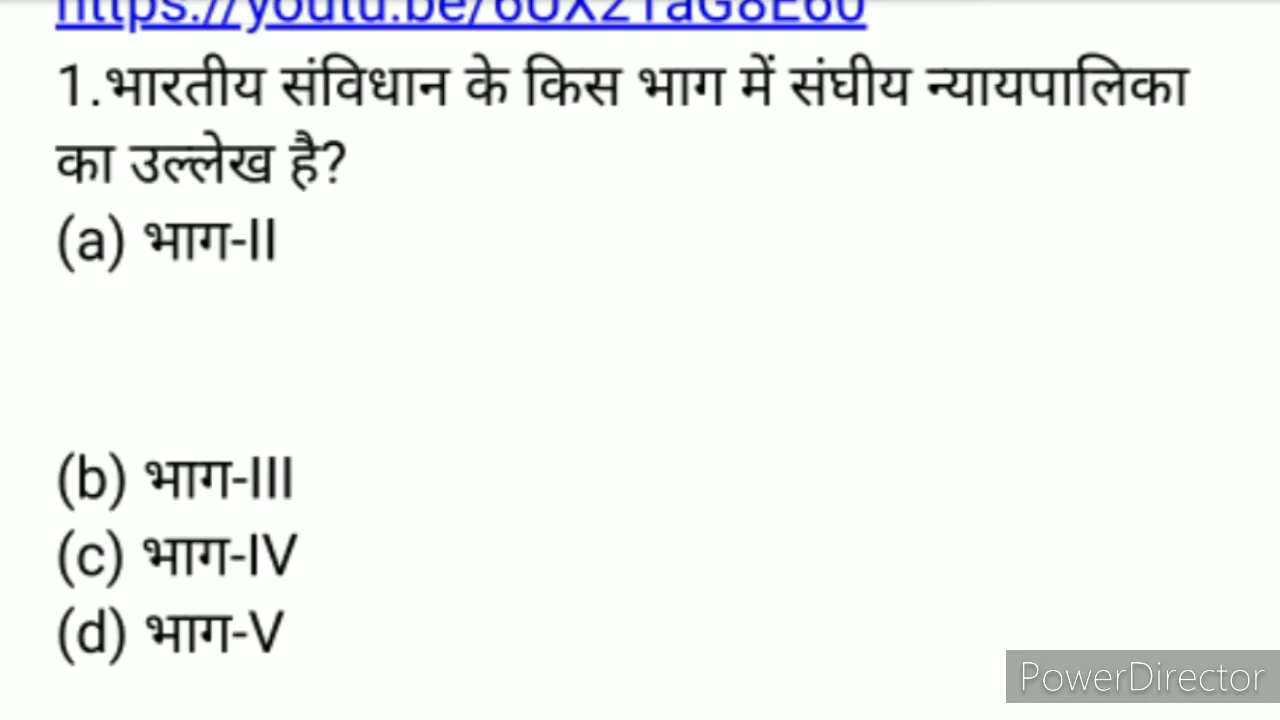 1.भारतीय संविधान के किस भाग में संघीय न्यायपालिका
का उल्लेख है?
(a) भाग-II
(b) भाग-III
(c) भाग-IV
(d) भाग-V
PowerDirector